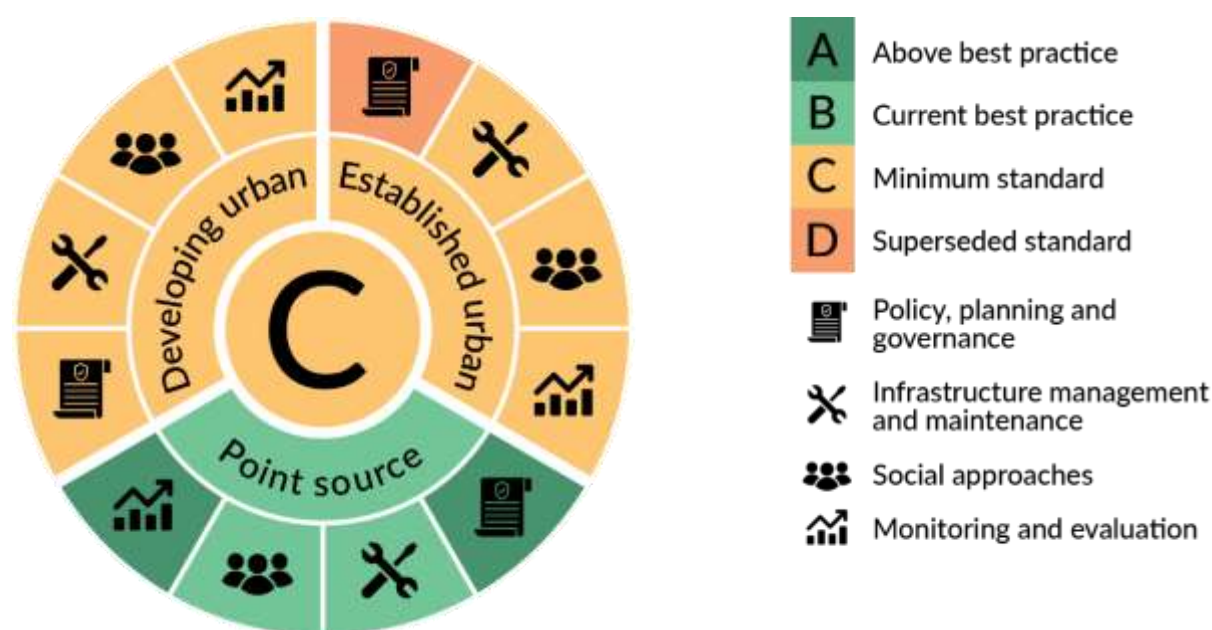 Developing urban
Established urban
C
Point source
A
Above best practice
B
Current best practice
C
Minimum standard
D
Superseded standard
Policy, planning and
governance
Infrastructure management
and maintenance
Social approaches
Monitoring and evaluation